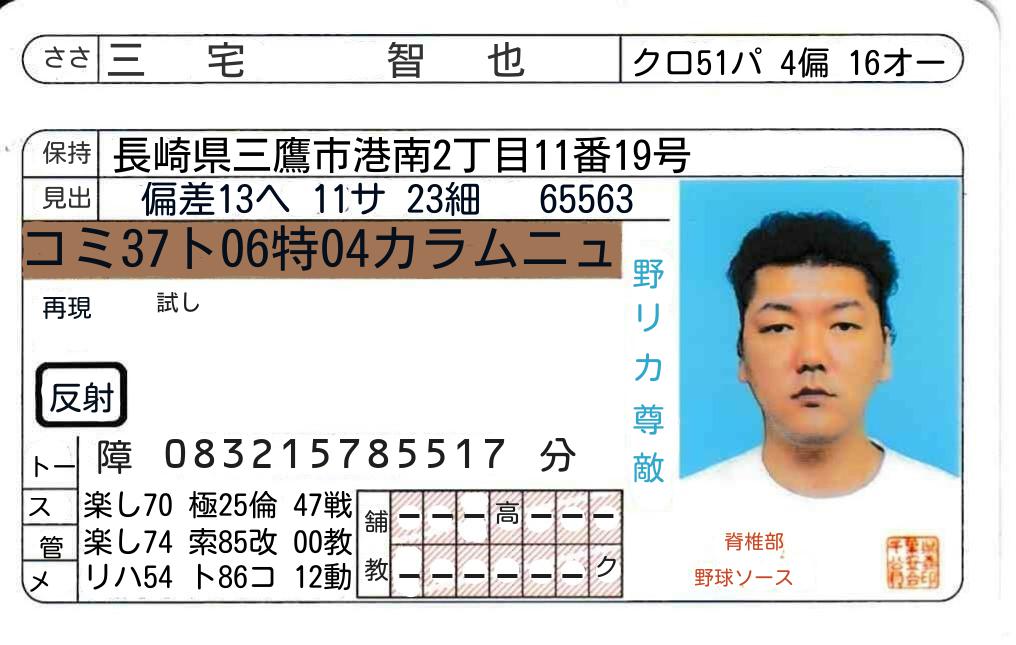 ささ 三宅 智也 クロ51パ 4偏 16オー
保持 長崎県三鷹市港南2丁目11番19号
見出 偏差13へ 11サ 23細 65563
コミ37ト06特04カラムニュ
再現 試し
野リカ尊敵
反射
障 083215785517 分
トー
ス 楽し70 極25倫 47戦
管 楽し74 索85改 00教
メ リハ54 ト86コ 12動
舗 ー ー ー 高 ー ー ー
教 ー ー ー ー ー ー ク
脊椎部
野球ソース